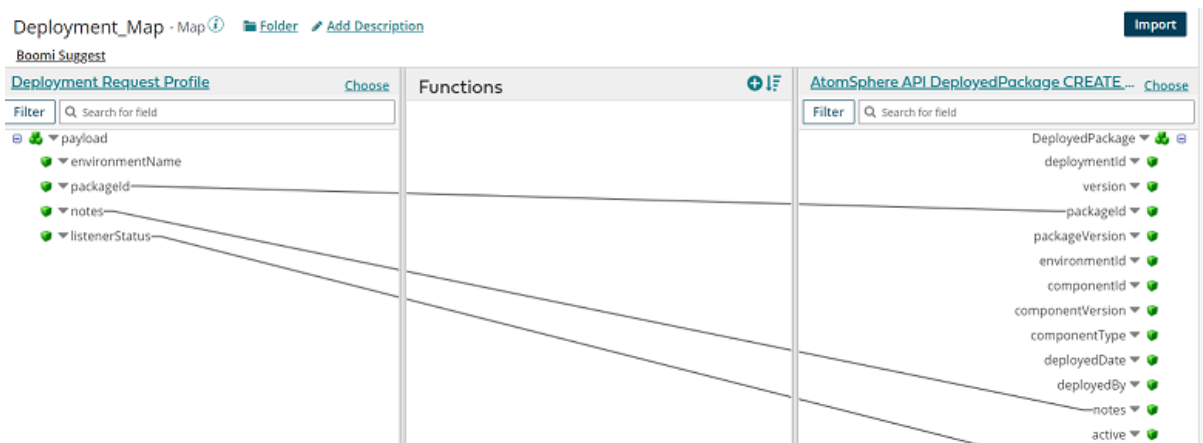 Deployment_Map - Map i Folder Add Description
Import
Boomi Suggest
Deployment Request Profile Choose
Functions
AtomSphere API DeployedPackage CREATE ... Choose
Filter Search for field
Filter Search for field
payload
DeployedPackage
environmentName
deploymentId
packageId
version
notes
packageId
listenerStatus
packageVersion
environmentId
componentId
componentVersion
componentType
deployedDate
deployedBy
notes
active